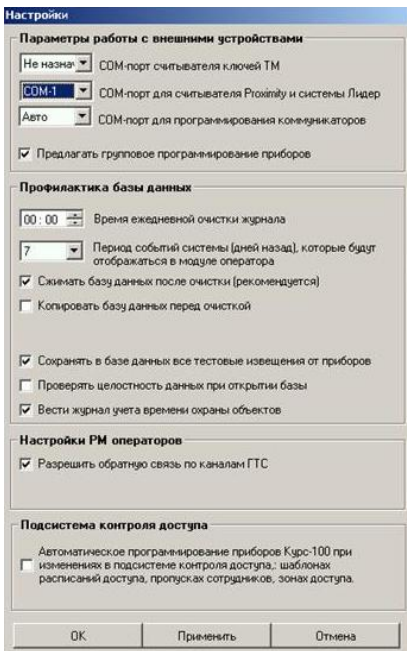 Настройки
Параметры работы с внешними устройствами
Не назнач
COM-порт считывателя ключей ТМ
COM-1
COM-порт для считывателя Proximity и системы Лидер
Авто
COM-порт для программирования коммуникаторов
Предлагать групповое программирование приборов
Профилактика базы данных
00:00
Время ежедневной очистки журнала
7
Период событий системы (дней назад), которые будут
отображаться в модуле оператора
Сжимать базу данных после очистки (рекомендуется)
Копировать базу данных перед очисткой
Сохранять в базе данных все тестовые извещения от приборов
Проверять целостность данных при открытии базы
Вести журнал учета времени охраны объектов
Настройки РМ операторов
Разрешить обратную связь по каналам ГТС
Подсистема контроля доступа
Автоматическое программирование приборов Курс-100 при
изменениях в подсистеме контроля доступа,: шаблонах
расписаний доступа, пропусках сотрудников, зонах доступа.
OK
Применить
Отмена